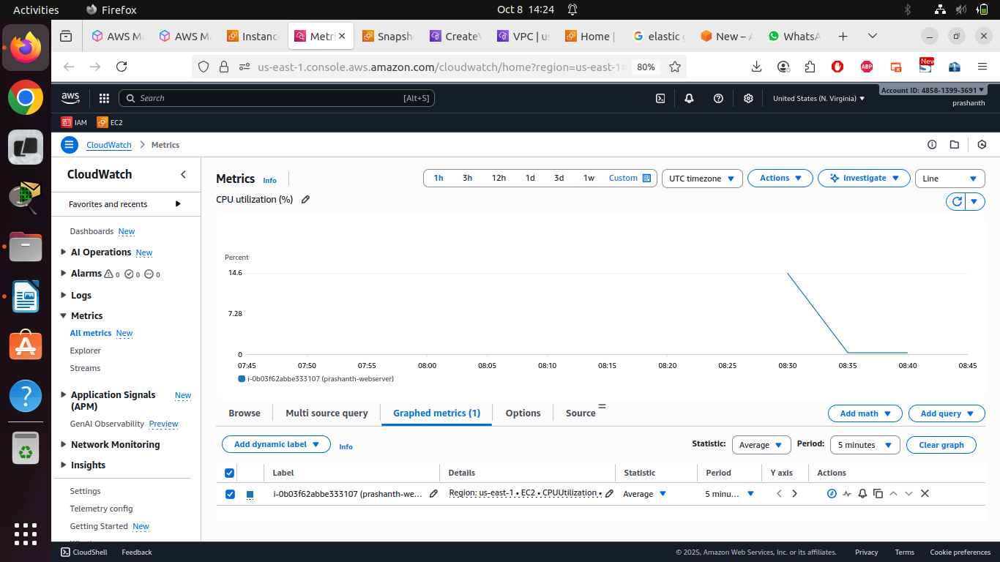 Activities Firefox Oct 8 14:24
AWS Ma AWS Ma Instanc Metri Snapsh Create VPC | us Home | elastic New – A WhatsA
us-east-1.console.aws.amazon.com/cloudwatch/home?region=us-east-1# 80% New ABP
aws Search [Alt+S] United States (N. Virginia) Account ID: 4858-1399-3691
prashanth
IAM EC2
CloudWatch Metrics
CloudWatch
Favorites and recents
Dashboards New
AI Operations New
Alarms 0 0 0
Logs
Metrics
All metrics New
Explorer
Streams
Application Signals (APM) New
GenAI Observability Preview
Network Monitoring
Insights
Settings
Telemetry config
Getting Started New
Metrics Info 1h 3h 12h 1d 3d 1w Custom UTC timezone Actions Investigate Line
CPU utilization (%)
Percent
14.6
7.28
0
07:45 07:50 07:55 08:00 08:05 08:10 08:15 08:20 08:25 08:30 08:35 08:40 08:45
i-0b03f62abbe333107 (prashanth-webserver)
Browse Multi source query Graphed metrics (1) Options Source Add math Add query
Add dynamic label Info Statistic: Average Period: 5 minutes Clear graph
Label Details Statistic Period Y axis Actions
i-0b03f62abbe333107 (prashanth-we... Region: us-east-1 • EC2 • CPUUtilization • Average 5 minu...
CloudShell Feedback © 2025, Amazon Web Services, Inc. or its affiliates. Privacy Terms Cookie preferences